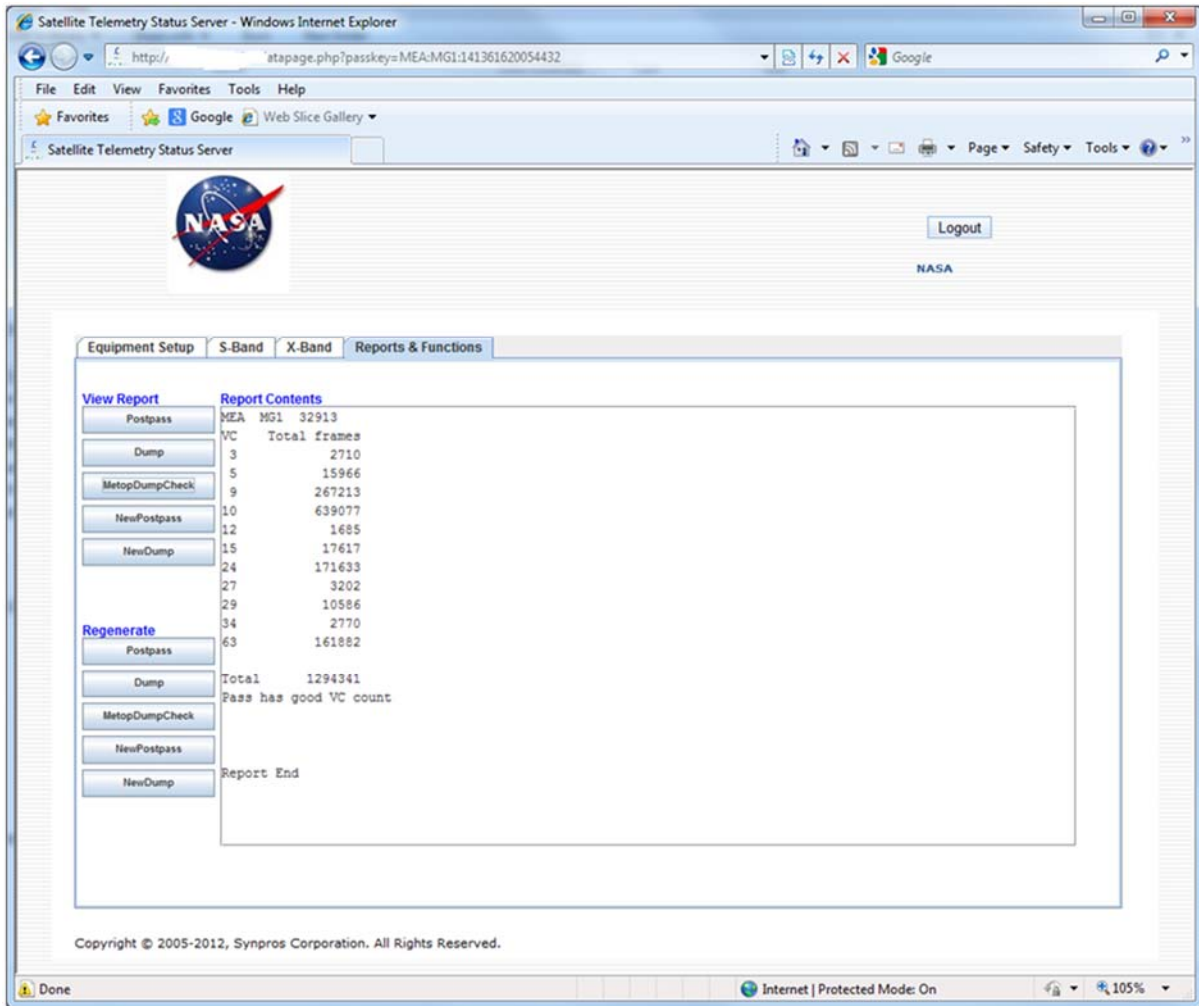 Satellite Telemetry Status Server - Windows Internet Explorer
http:/ atapage.php?passkey=MEA:MG1:141361620054432
Google
File Edit View Favorites Tools Help
Favorites Google Web Slice Gallery
Satellite Telemetry Status Server
Page Safety Tools
NASA
Logout
NASA
Equipment Setup S-Band X-Band Reports & Functions
View Report Report Contents
Postpass
Dump
MetopDumpCheck
NewPostpass
NewDump
MEA MG1 32913
VC Total frames
3 2710
5 15966
9 267213
10 639077
12 1685
15 17617
24 171633
27 3202
29 10586
34 2770
63 161882
Total 1294341
Pass has good VC count
Report End
Regenerate
Postpass
Dump
MetopDumpCheck
NewPostpass
NewDump
Copyright © 2005-2012, Synpros Corporation. All Rights Reserved.
Done Internet | Protected Mode: On 105%